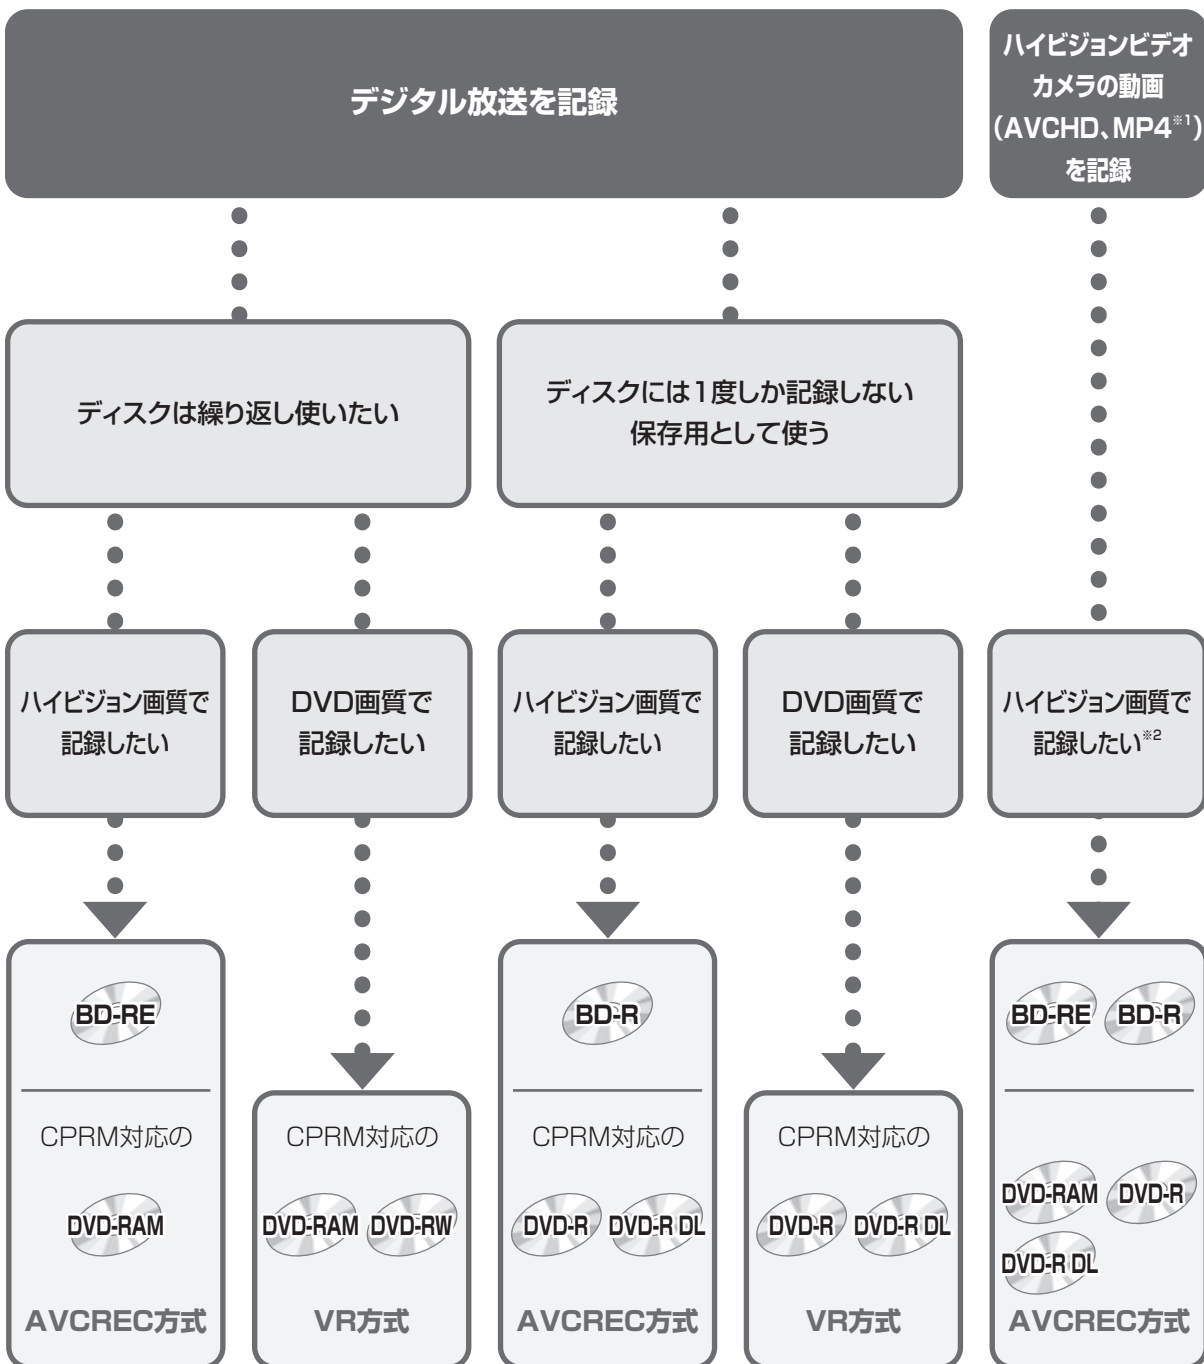 デジタル放送を記録
ハイビジョンビデオ
カメラの動画
(AVCHD、MP4※1)
を記録
ディスクは繰り返し使いたい
ディスクには1度しか記録しない
保存用として使う
ハイビジョン画質で
記録したい
DVD画質で
記録したい
ハイビジョン画質で
記録したい
DVD画質で
記録したい
ハイビジョン画質で
記録したい※2
BD-RE
CPRM対応の
DVD-RAM
AVCREC方式
CPRM対応の
DVD-RAM DVD-RW
VR方式
BD-R
CPRM対応の
DVD-R DVD-R DL
AVCREC方式
CPRM対応の
DVD-R DVD-R DL
VR方式
BD-RE BD-R
DVD-RAM DVD-R
DVD-R DL
AVCREC方式